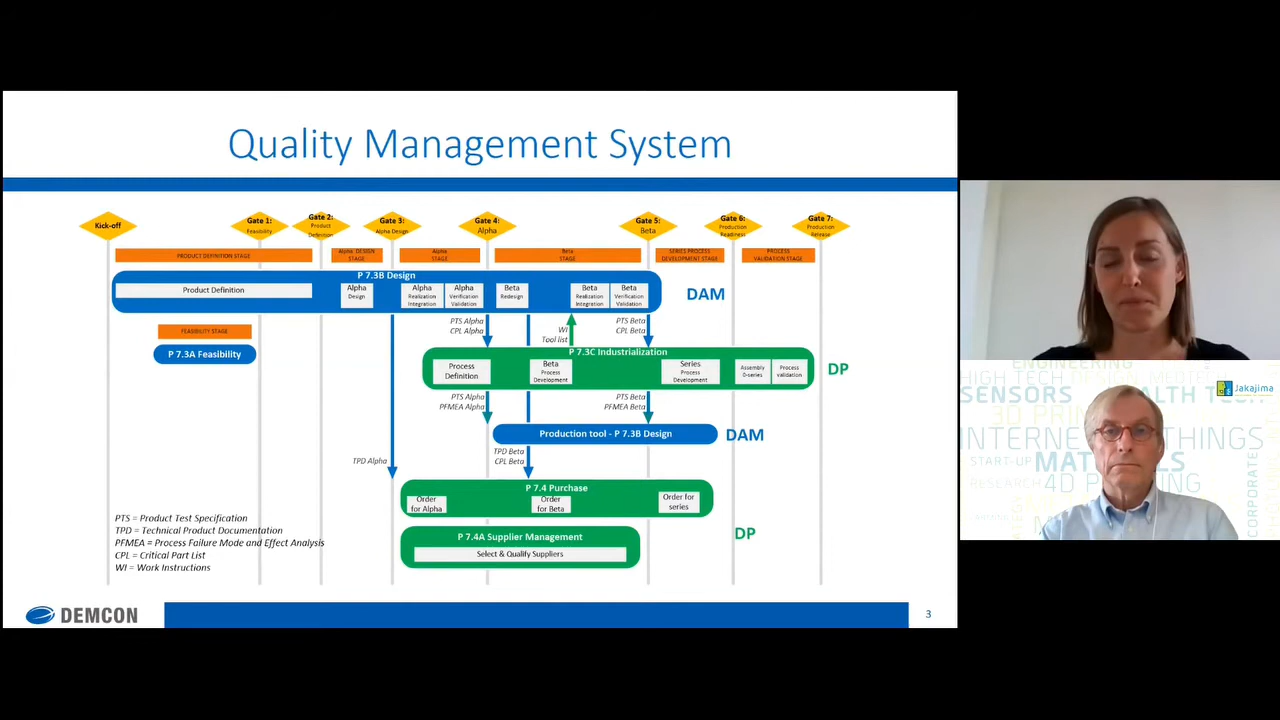 Quality Management System
Kick-off
Gate 1:
Feasibility
Gate 2:
Product
Definition
Gate 3:
Alpha Design
Gate 4:
Alpha
Gate 5:
Beta
Gate 6:
Production
Readiness
Gate 7:
Production
Release
PRODUCT DEFINITION STAGE
Alpha DESIGN
STAGE
Alpha
STAGE
Beta
STAGE
SERIES PROCESS
DEVELOPMENT STAGE
PROCESS
VALIDATION STAGE
P 7.3B Design
Product Definition
Alpha
Design
Alpha
Realization
Integration
Alpha
Verification
Validation
Beta
Redesign
Beta
Realization
Integration
Beta
Verification
Validation
DAM
FEASIBILITY STAGE
P 7.3A Feasibility
PTS Alpha
CPL Alpha
WI
Tool list
PTS Beta
CPL Beta
P 7.3C Industrialization
Process
Definition
Beta
Process
Development
Series
Process
Development
Assembly
0-series
Process
validation
DP
PTS Alpha
PFMEA Alpha
PTS Beta
PFMEA Beta
Production tool - P 7.3B Design
DAM
TPD Alpha
TPD Beta
CPL Beta
P 7.4 Purchase
Order
for Alpha
Order
for Beta
Order for
series
P 7.4A Supplier Management
Select & Qualify Suppliers
DP
PTS = Product Test Specification
TPD = Technical Product Documentation
PFMEA = Process Failure Mode and Effect Analysis
CPL = Critical Part List
WI = Work Instructions
DEMCON
3
ENGINEERING
HIGH TECH
DESIGN
SENSORS
3D PRIN
INTERNE
THINGS
START-UP
MAT
LS
RESEARCH
4D P
NG
CORPORATE
Jakajima